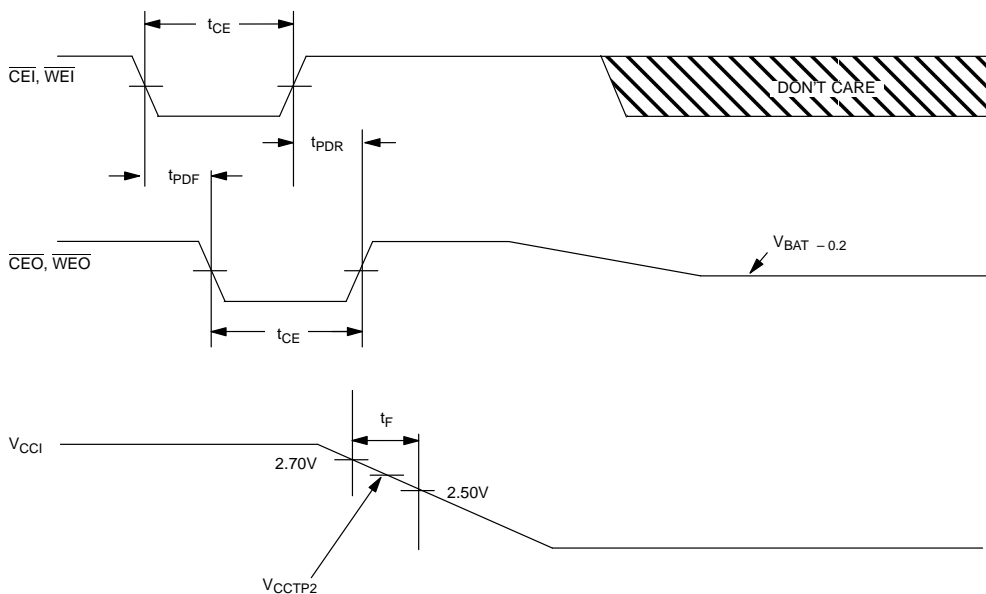 tCE
CEI, WEI
DON'T CARE
tPDR
tPDF
CEO, WEO
VBAT – 0.2
tCE
tF
VCCI
2.70V
2.50V
VCCTP2